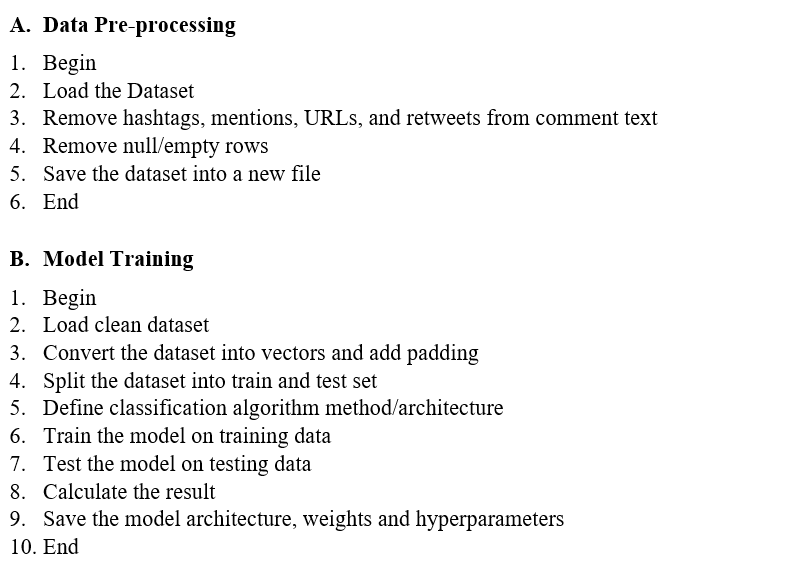 A. Data Pre-processing
1. Begin
2. Load the Dataset
3. Remove hashtags, mentions, URLs, and retweets from comment text
4. Remove null/empty rows
5. Save the dataset into a new file
6. End
B. Model Training
1. Begin
2. Load clean dataset
3. Convert the dataset into vectors and add padding
4. Split the dataset into train and test set
5. Define classification algorithm method/architecture
6. Train the model on training data
7. Test the model on testing data
8. Calculate the result
9. Save the model architecture, weights and hyperparameters
10. End